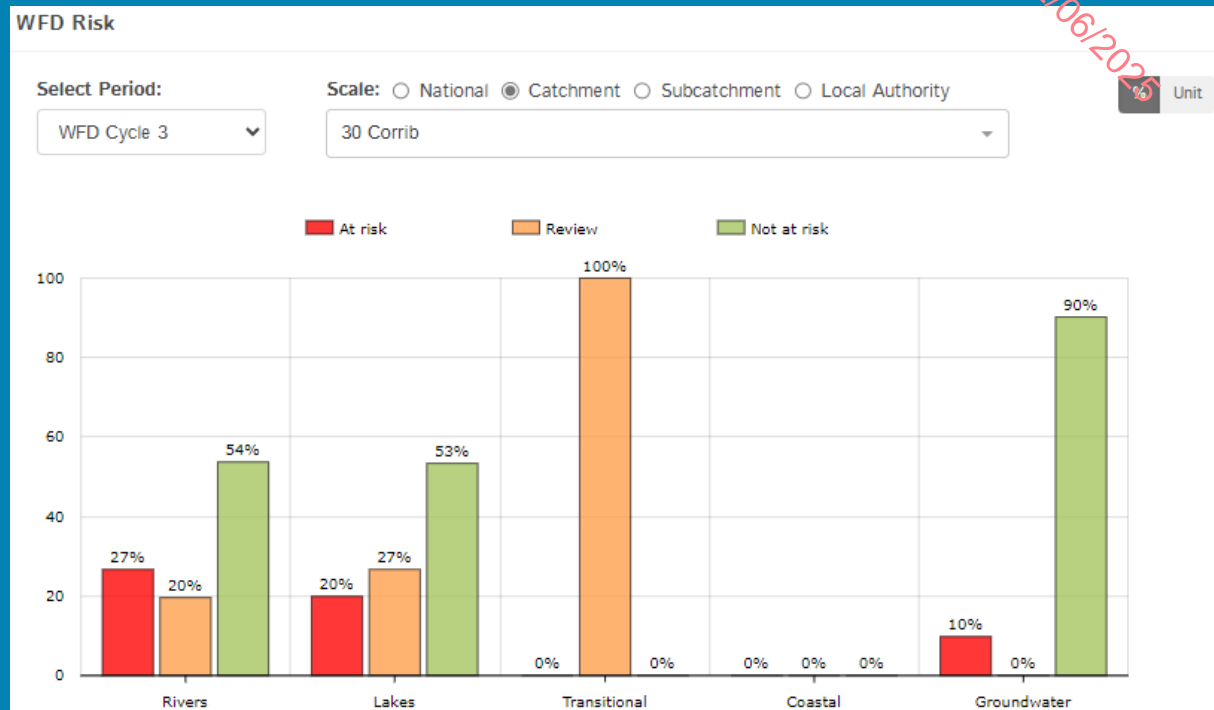 WFD Risk
/06/2025
Select Period:
Scale: National Catchment Subcatchment Local Authority
% Unit
WFD Cycle 3
30 Corrib
At risk Review Not at risk
100%
100
90%
80
60
54% 53%
40
27% 27%
20% 20%
20
10%
0% 0% 0% 0% 0% 0%
0
Rivers Lakes Transitional Coastal Groundwater